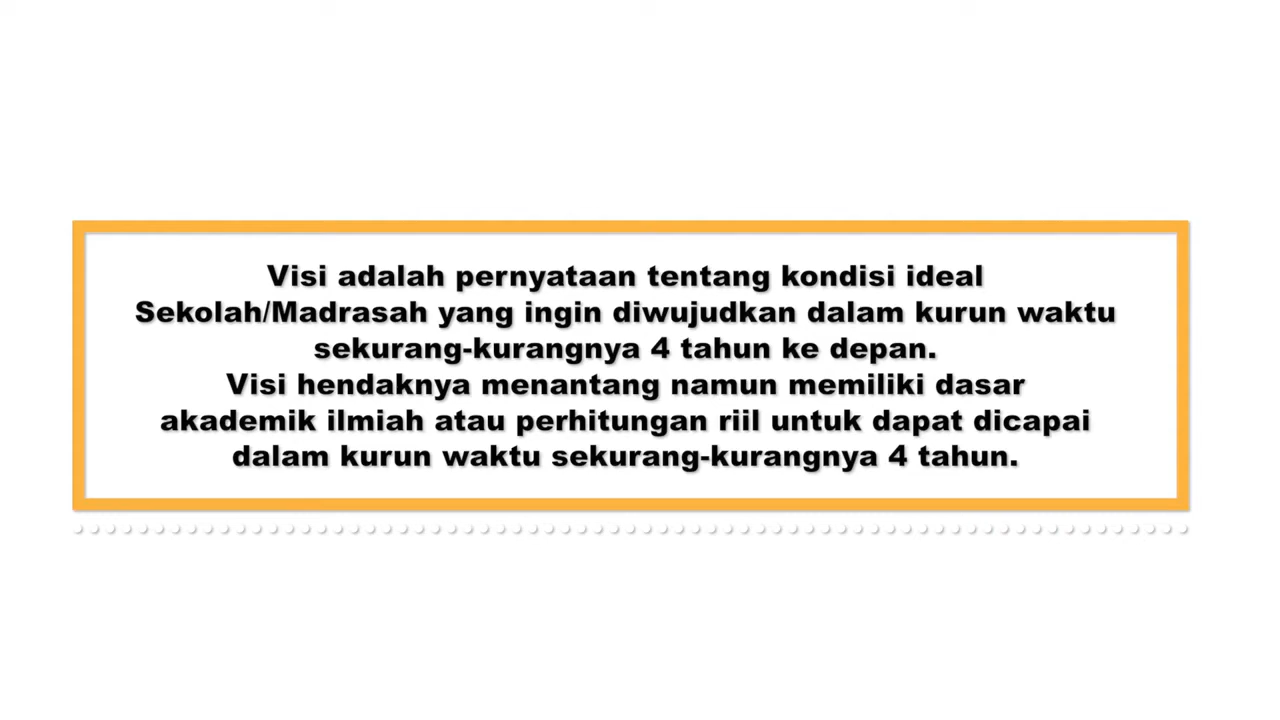 Visi adalah pernyataan tentang kondisi ideal
Sekolah/Madrasah yang ingin diwujudkan dalam kurun waktu
sekurang-kurangnya 4 tahun ke depan.
Visi hendaknya menantang namun memiliki dasar
akademik ilmiah atau perhitungan riil untuk dapat dicapai
dalam kurun waktu sekurang-kurangnya 4 tahun.